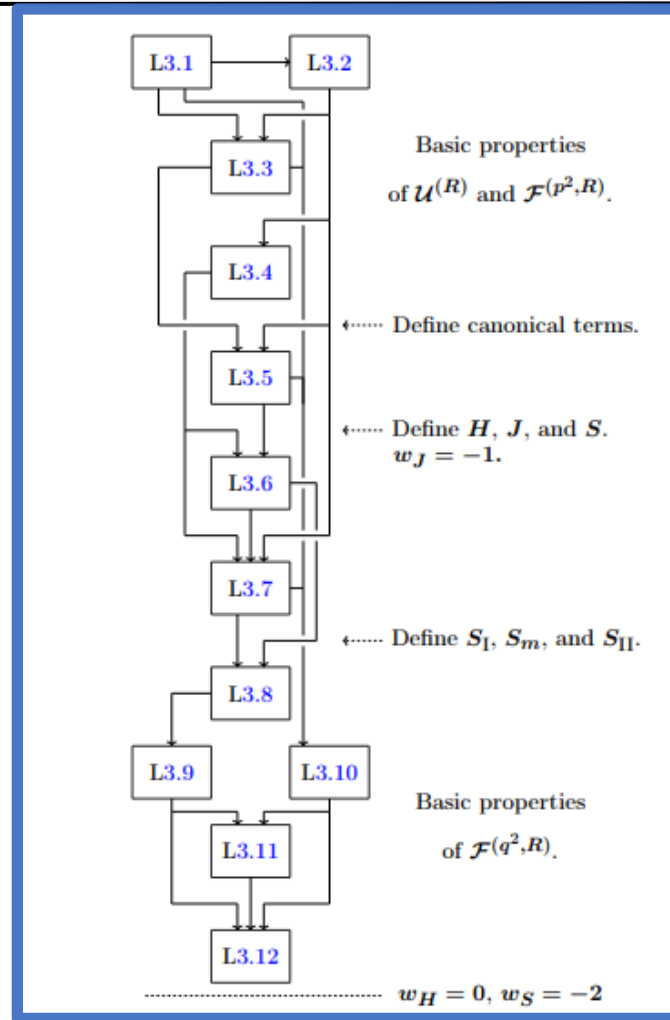 L3.1
L3.2
L3.3
Basic properties
of 𝒰^(R) and ℱ^(p²,R).
L3.4
Define canonical terms.
L3.5
Define H, J, and S.
w_J = −1.
L3.6
L3.7
Define S_I, S_m, and S_II.
L3.8
L3.9
L3.10
Basic properties
L3.11
of ℱ^(q²,R).
L3.12
w_H = 0, w_S = −2